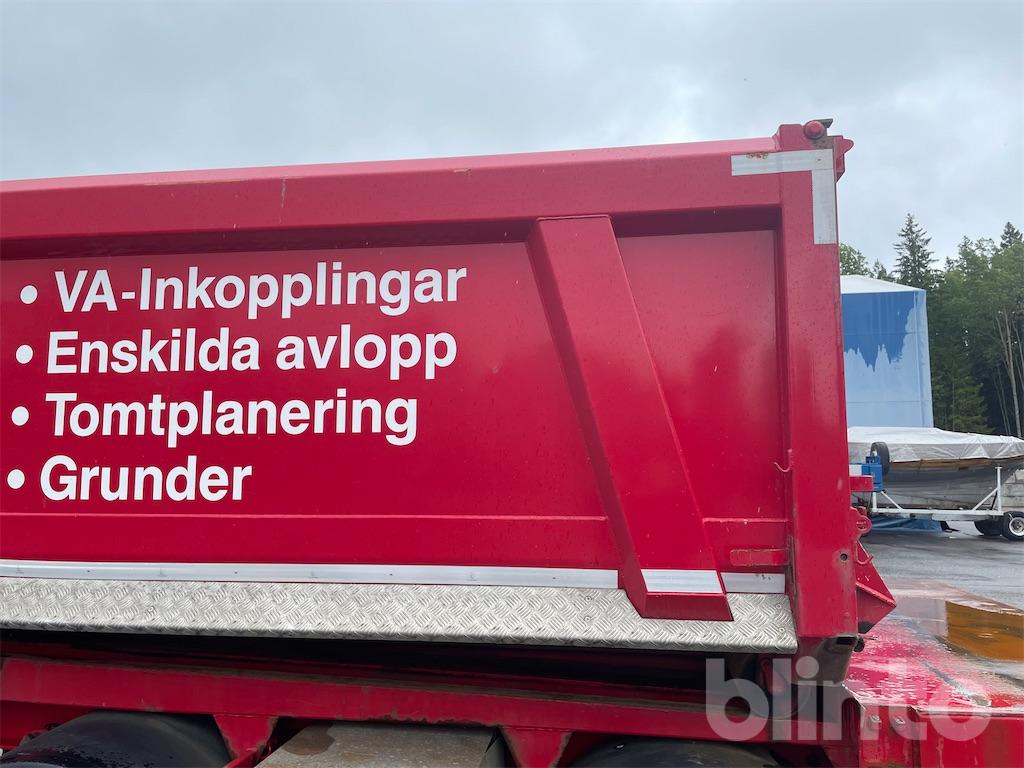 • VA-Inkopplingar
• Enskilda avlopp
• Tomtplanering
• Grunder
blinto